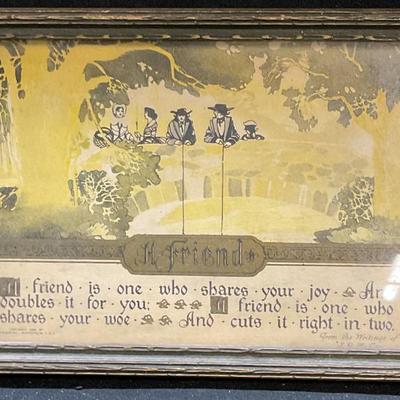 A Friend
A friend is one who shares your joy And
doubles it for you; A friend is one who
shares your woe And cuts it right in two.
From the Writings of